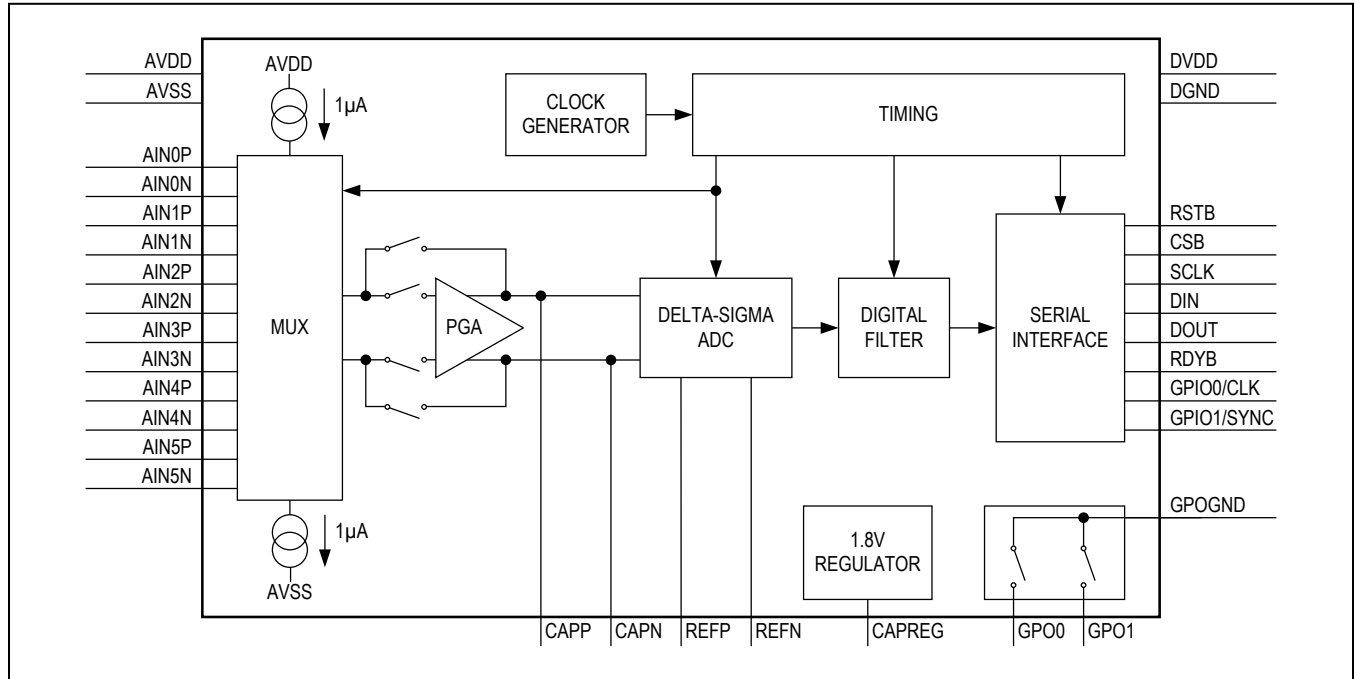 AVDD
AVSS
AIN0P
AIN0N
AIN1P
AIN1N
AIN2P
AIN2N
AIN3P
AIN3N
AIN4P
AIN4N
AIN5P
AIN5N
AVDD
1µA
MUX
1µA
AVSS
PGA
CLOCK
GENERATOR
TIMING
DELTA-SIGMA
ADC
DIGITAL
FILTER
SERIAL
INTERFACE
1.8V
REGULATOR
DVDD
DGND
RSTB
CSB
SCLK
DIN
DOUT
RDYB
GPIO0/CLK
GPIO1/SYNC
GPOGND
CAPP
CAPN
REFP
REFN
CAPREG
GPO0
GPO1